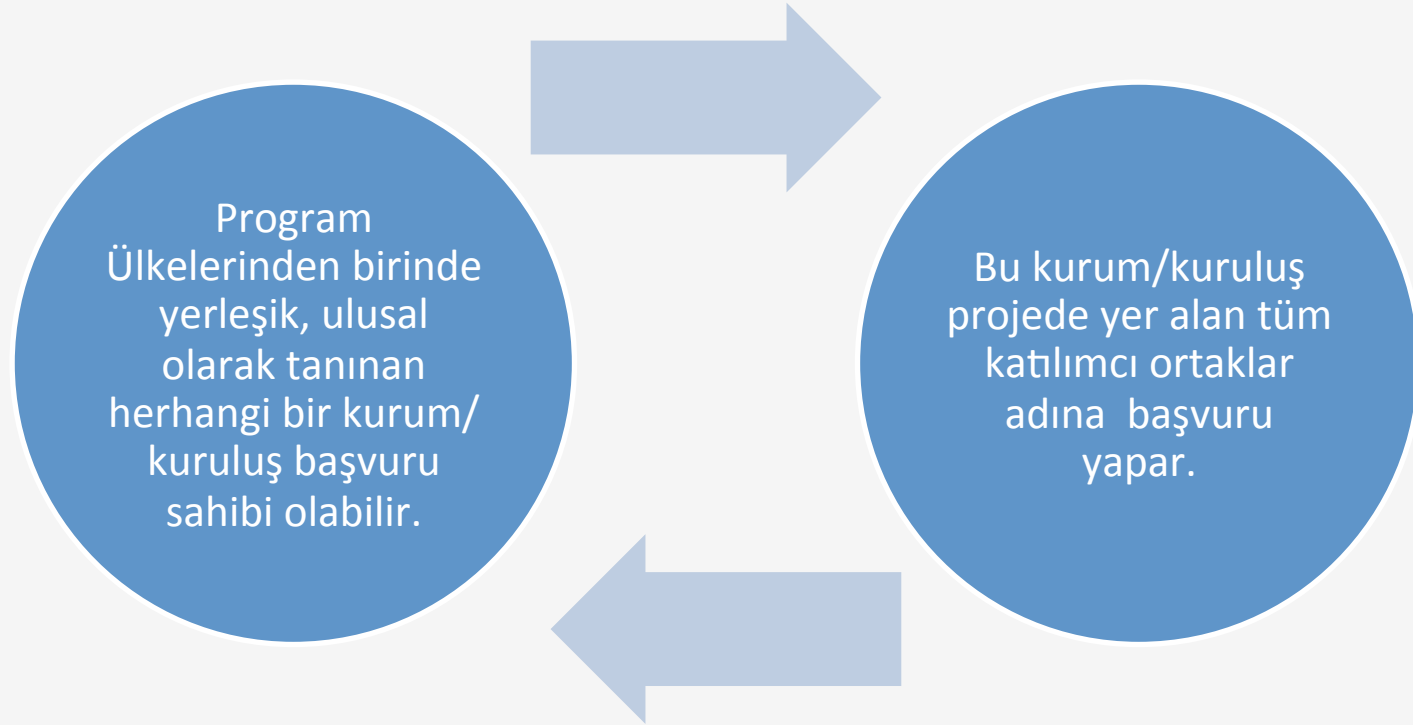 Program
Ülkelerinden birinde
yerleşik, ulusal
olarak tanınan
herhangi bir kurum/
kuruluş başvuru
sahibi olabilir.
Bu kurum/kuruluş
projede yer alan tüm
katılımcı ortaklar
adına  başvuru
yapar.